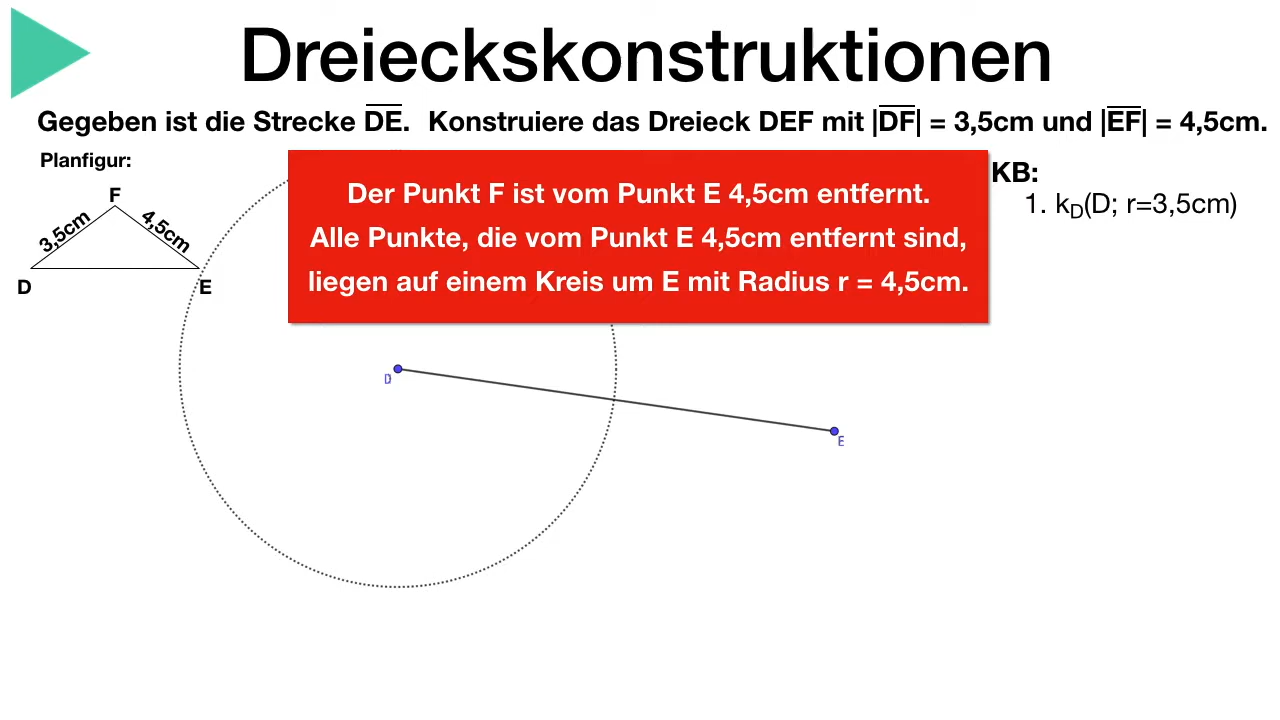 Dreieckskonstruktionen
Gegeben ist die Strecke DE. Konstruiere das Dreieck DEF mit |DF| = 3,5cm und |EF| = 4,5cm.
Planfigur:
F
3,5cm
4,5cm
D
E
Der Punkt F ist vom Punkt E 4,5cm entfernt.
Alle Punkte, die vom Punkt E 4,5cm entfernt sind,
liegen auf einem Kreis um E mit Radius r = 4,5cm.
KB:
1. kD(D; r=3,5cm)
D
E